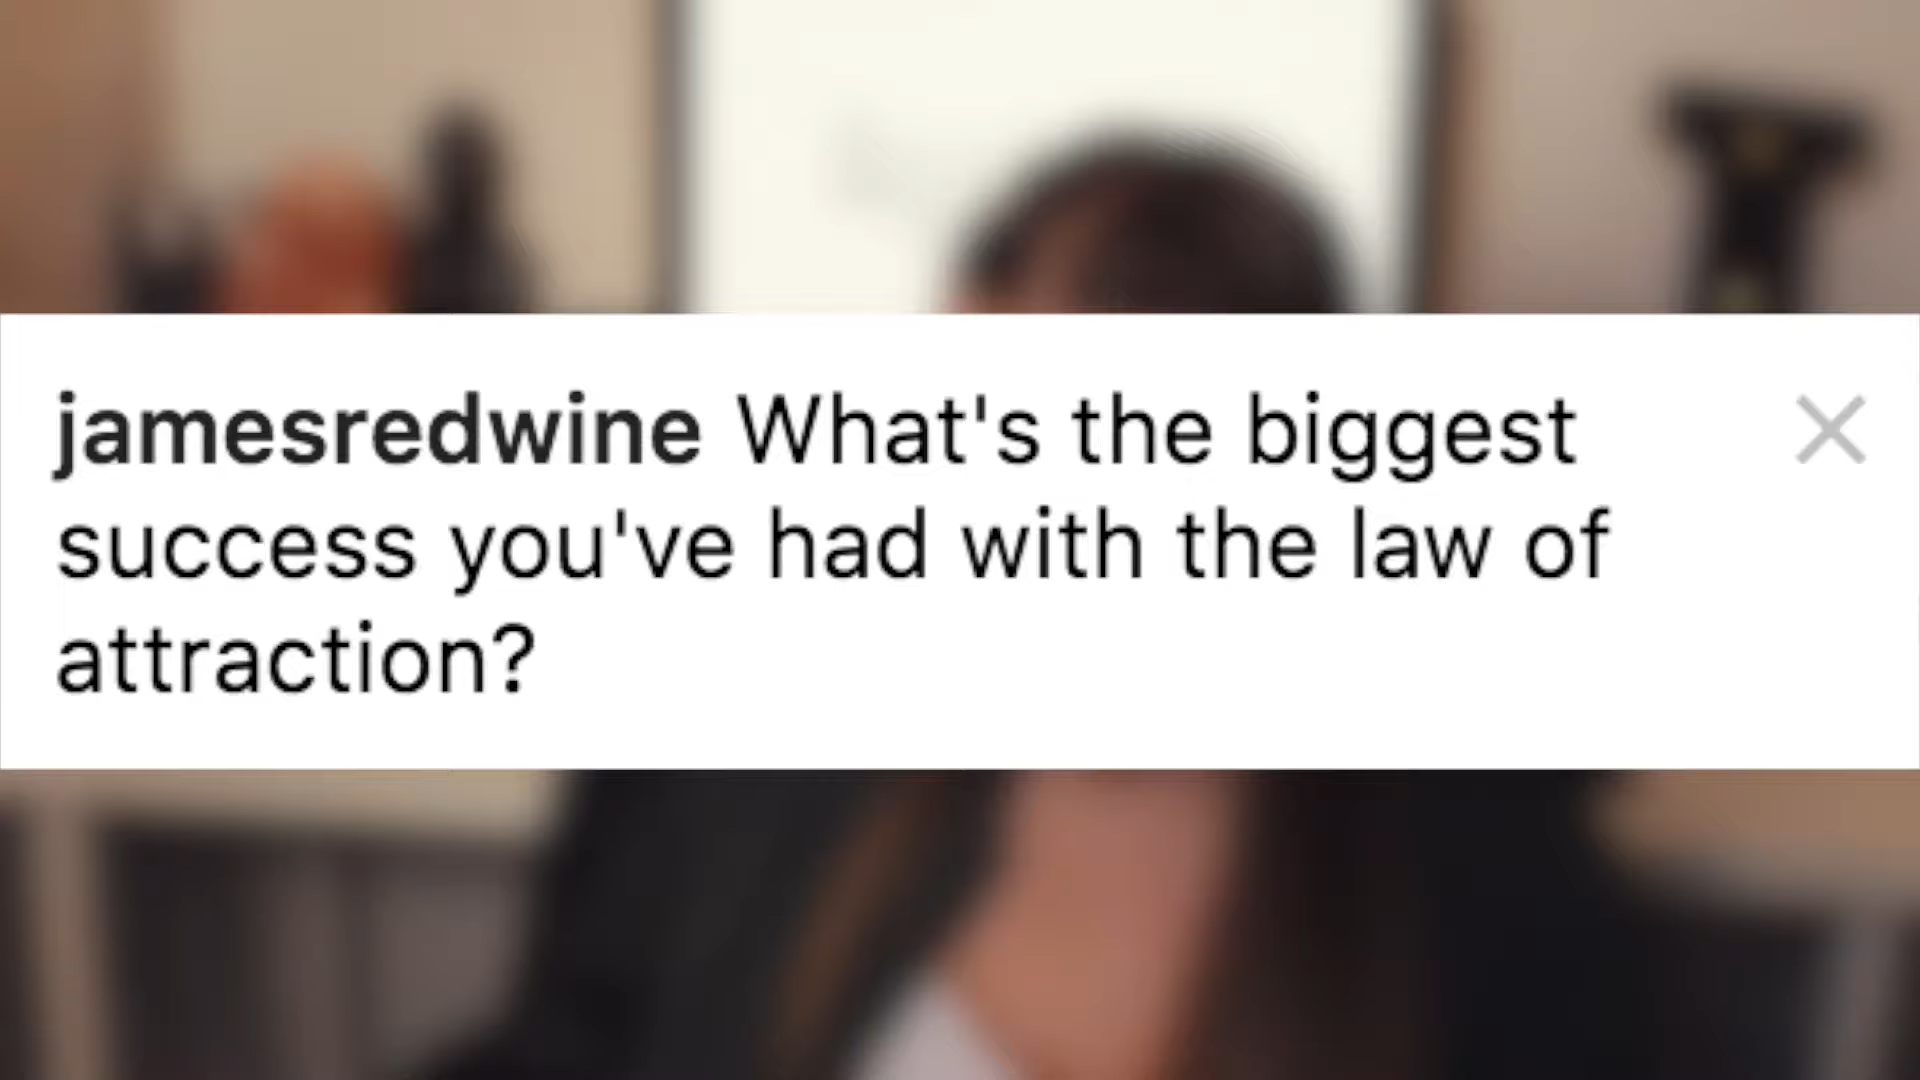 jamesredwine What's the biggest
success you've had with the law of
attraction?